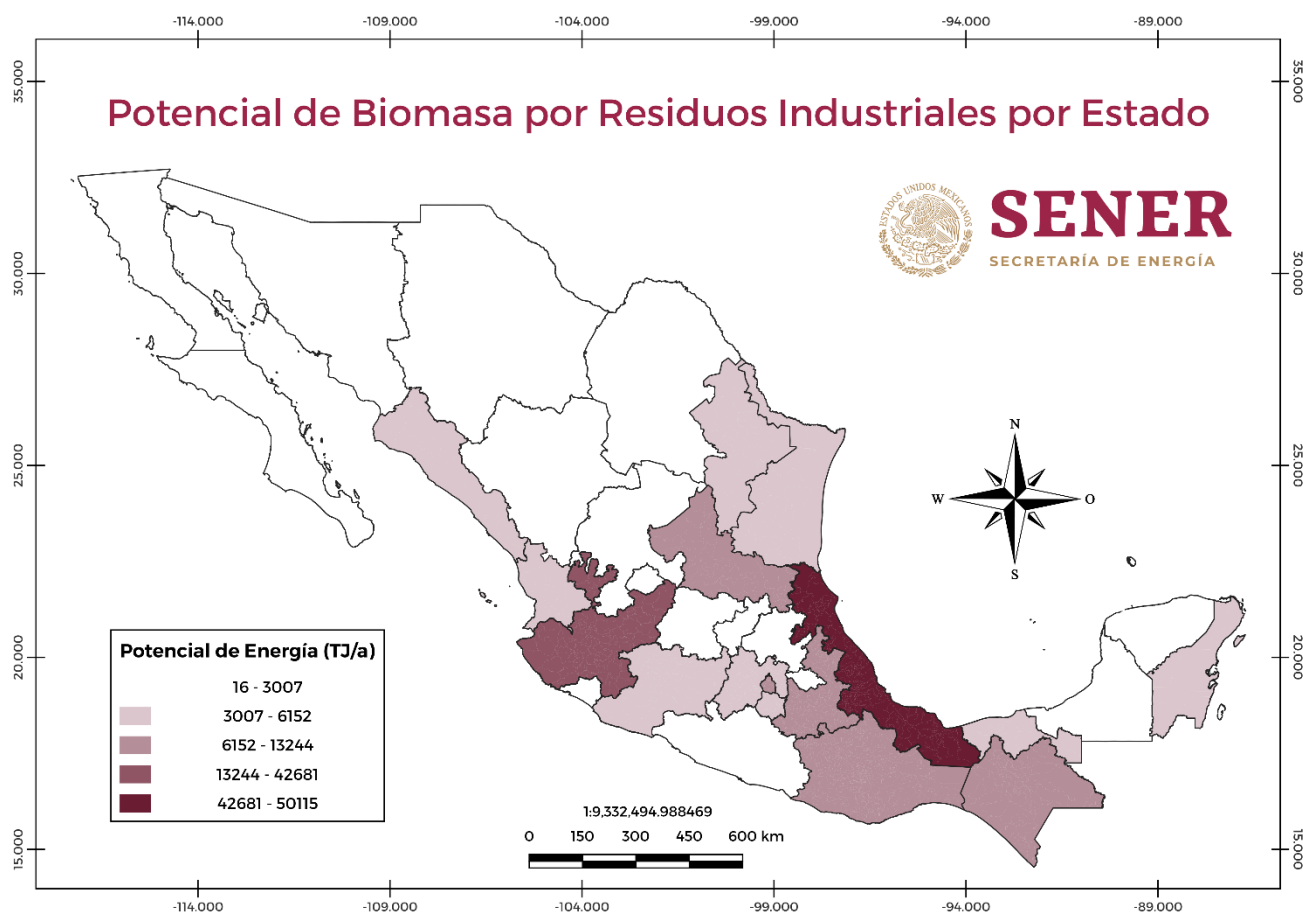 -114.000 -109.000 -104.000 -99.000 -94.000 -89.000
35.000 35.000
Potencial de Biomasa por Residuos Industriales por Estado
ESTADOS UNIDOS MEXICANOS
SENER
SECRETARÍA DE ENERGÍA
30.000 30.000
N
25.000 25.000
W O
S
20.000 20.000
Potencial de Energía (TJ/a)
16 - 3007
3007 - 6152
6152 - 13244
13244 - 42681
42681 - 50115
1:9,332,494.988469
0 150 300 450 600 km
15.000 15.000
-114.000 -109.000 -104.000 -99.000 -94.000 -89.000